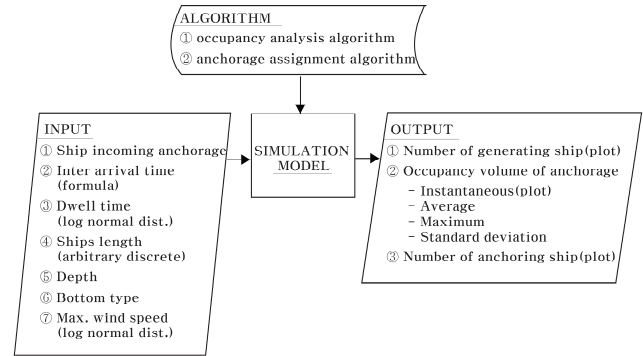 ALGORITHM
① occupancy analysis algorithm
② anchorage assignment algorithm
INPUT
① Ship incoming anchorage
② Inter arrival time
(formula)
③ Dwell time
(log normal dist.)
④ Ships length
(arbitrary discrete)
⑤ Depth
⑥ Bottom type
⑦ Max. wind speed
(log normal dist.)
SIMULATION
MODEL
OUTPUT
① Number of generating ship(plot)
② Occupancy volume of anchorage
- Instantaneous(plot)
- Average
- Maximum
- Standard deviation
③ Number of anchoring ship(plot)